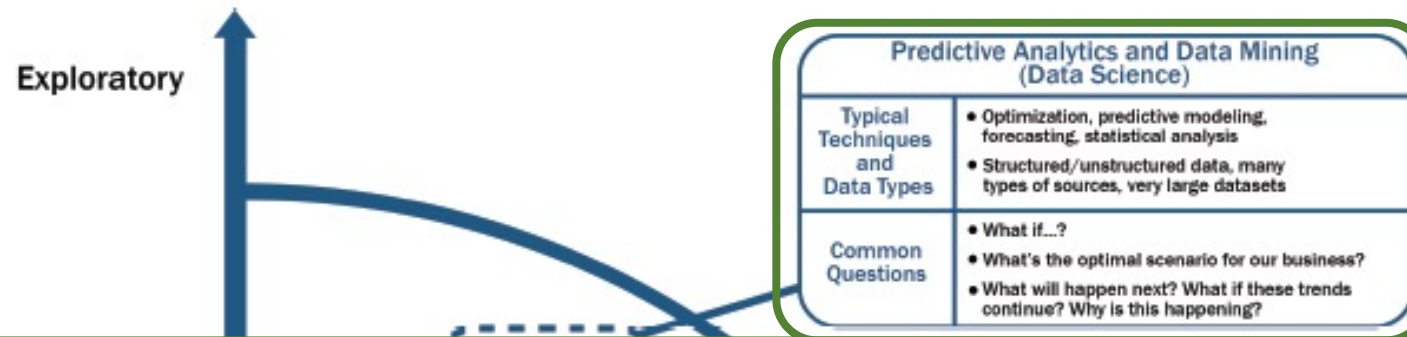 Exploratory
Predictive Analytics and Data Mining
(Data Science)
Typical
Techniques
and
Data Types
• Optimization, predictive modeling,
forecasting, statistical analysis
• Structured/unstructured data, many
types of sources, very large datasets
Common
Questions
• What if...?
• What's the optimal scenario for our business?
• What will happen next? What if these trends
continue? Why is this happening?